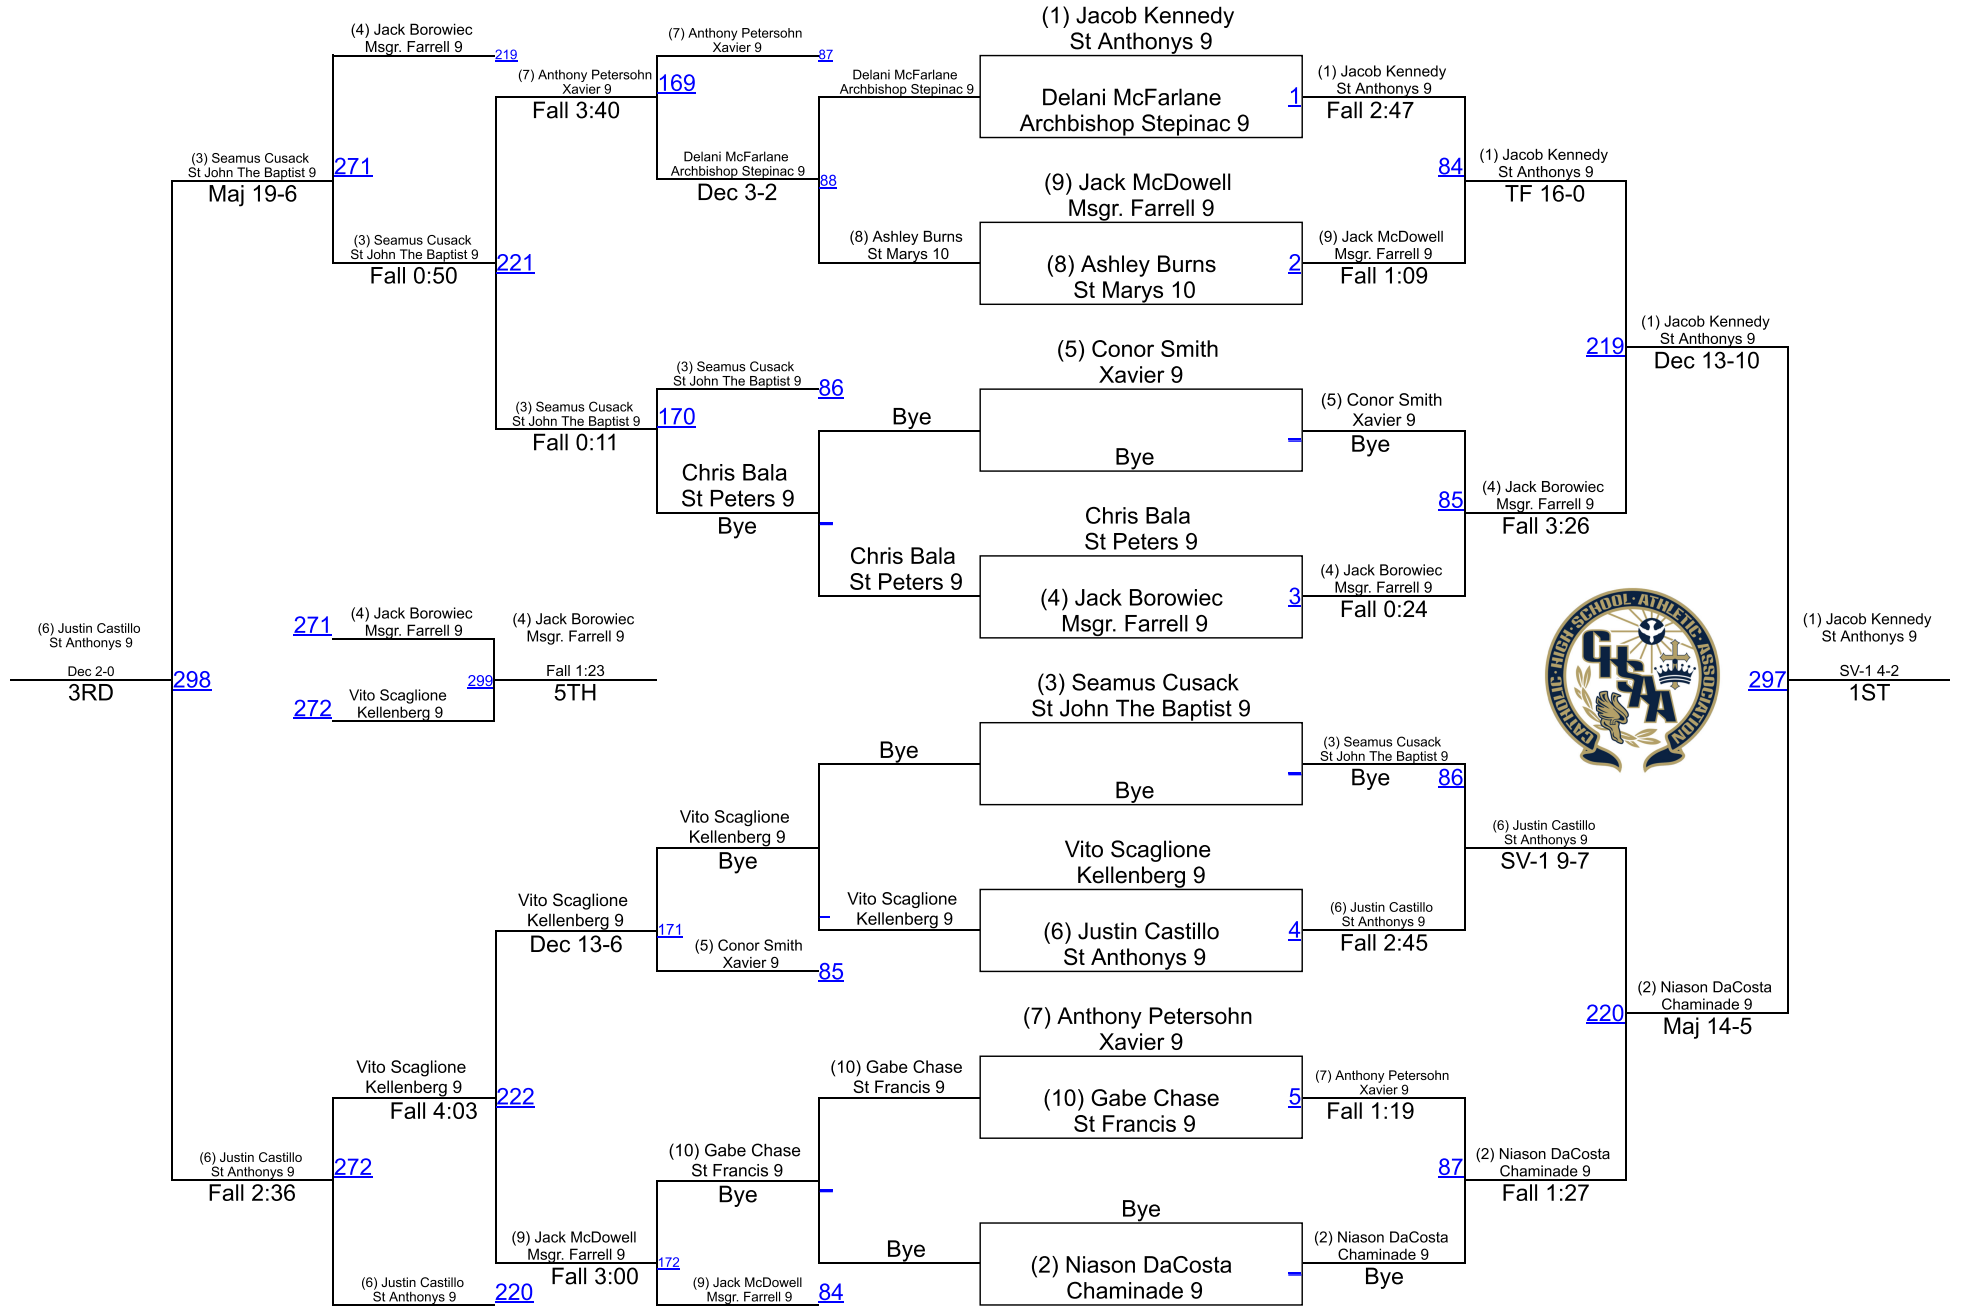 (1) Jacob Kennedy
St Anthonys 9
(4) Jack Borowiec
Msgr. Farrell 9
219
(7) Anthony Petersohn
Xavier 9
87
(7) Anthony Petersohn
Xavier 9
Fall 3:40
169
Delani McFarlane
Archbishop Stepinac 9
Delani McFarlane
Archbishop Stepinac 9
1
(1) Jacob Kennedy
St Anthonys 9
Fall 2:47
(3) Seamus Cusack
St John The Baptist 9
Maj 19-6
271
Delani McFarlane
Archbishop Stepinac 9
Dec 3-2
88
(9) Jack McDowell
Msgr. Farrell 9
84
(1) Jacob Kennedy
St Anthonys 9
TF 16-0
(3) Seamus Cusack
St John The Baptist 9
Fall 0:50
221
(8) Ashley Burns
St Marys 10
(8) Ashley Burns
St Marys 10
2
(9) Jack McDowell
Msgr. Farrell 9
Fall 1:09
(5) Conor Smith
Xavier 9
219
(1) Jacob Kennedy
St Anthonys 9
Dec 13-10
(3) Seamus Cusack
St John The Baptist 9
86
(3) Seamus Cusack
St John The Baptist 9
Fall 0:11
170
Bye
Bye
(5) Conor Smith
Xavier 9
Bye
Chris Bala
St Peters 9
Bye
Chris Bala
St Peters 9
85
(4) Jack Borowiec
Msgr. Farrell 9
Fall 3:26
Chris Bala
St Peters 9
(4) Jack Borowiec
Msgr. Farrell 9
3
(4) Jack Borowiec
Msgr. Farrell 9
Fall 0:24
CATHOLIC·HIGH·SCHOOL·ATHLETIC·ASSOCIATION
CHSAA
(6) Justin Castillo
St Anthonys 9
Dec 2-0
3RD
298
271
(4) Jack Borowiec
Msgr. Farrell 9
272
Vito Scaglione
Kellenberg 9
299
(4) Jack Borowiec
Msgr. Farrell 9
Fall 1:23
5TH
297
(1) Jacob Kennedy
St Anthonys 9
SV-1 4-2
1ST
(3) Seamus Cusack
St John The Baptist 9
Bye
Bye
(3) Seamus Cusack
St John The Baptist 9
Bye
86
Vito Scaglione
Kellenberg 9
Bye
Vito Scaglione
Kellenberg 9
(6) Justin Castillo
St Anthonys 9
SV-1 9-7
Vito Scaglione
Kellenberg 9
Dec 13-6
171
Vito Scaglione
Kellenberg 9
(6) Justin Castillo
St Anthonys 9
4
(6) Justin Castillo
St Anthonys 9
Fall 2:45
(5) Conor Smith
Xavier 9
85
(7) Anthony Petersohn
Xavier 9
220
(2) Niason DaCosta
Chaminade 9
Maj 14-5
Vito Scaglione
Kellenberg 9
Fall 4:03
222
(10) Gabe Chase
St Francis 9
(10) Gabe Chase
St Francis 9
5
(7) Anthony Petersohn
Xavier 9
Fall 1:19
(6) Justin Castillo
St Anthonys 9
Fall 2:36
272
(10) Gabe Chase
St Francis 9
Bye
87
(2) Niason DaCosta
Chaminade 9
Fall 1:27
Bye
(9) Jack McDowell
Msgr. Farrell 9
Fall 3:00
172
Bye
(2) Niason DaCosta
Chaminade 9
(2) Niason DaCosta
Chaminade 9
Bye
(6) Justin Castillo
St Anthonys 9
220
(9) Jack McDowell
Msgr. Farrell 9
84